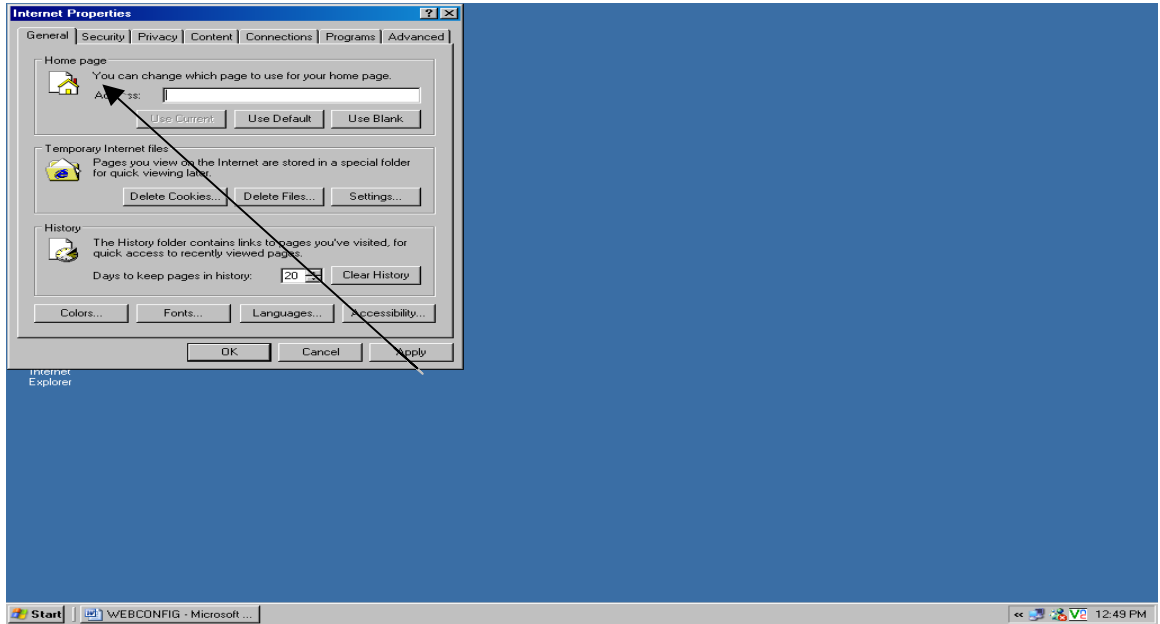 Internet Properties
General Security Privacy Content Connections Programs Advanced
Home page
You can change which page to use for your home page.
Use Current Use Default Use Blank
Temporary Internet files
Pages you view on the Internet are stored in a special folder
for quick viewing later.
Delete Cookies... Delete Files... Settings...
History
The History folder contains links to pages you've visited, for
quick access to recently viewed pages.
Days to keep pages in history: 20 Clear History
Colors... Fonts... Languages... Accessibility...
OK Cancel Apply
Internet
Explorer
Start WEBCONFIG - Microsoft ... « V2 12:49 PM